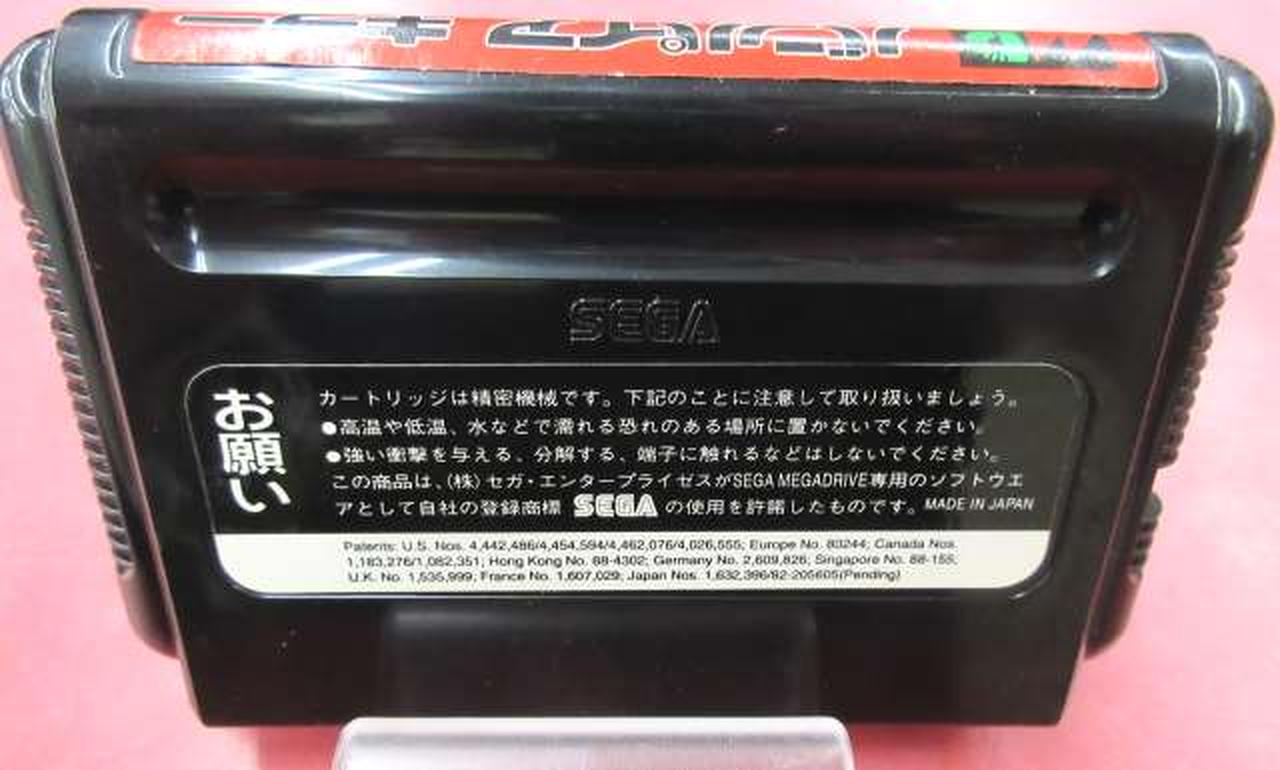 SEGA
お願い
カートリッジは精密機械です。下記のことに注意して取り扱いましょう。
●高温や低温、水などで濡れる恐れのある場所に置かないでください。
●強い衝撃を与える、分解する、端子に触れるなどはしないでください。
この商品は、(株)セガ・エンタープライゼスがSEGA MEGADRIVE専用のソフトウエ
アとして自社の登録商標 SEGA の使用を許諾したものです。MADE IN JAPAN
Patents: U.S. Nos. 4,442,486/4,454,594/4,462,076/4,026,555; Europe No. 80244; Canada Nos.
1,183,276/1,082,351; Hong Kong No. 88-4302; Germany No. 2,609,826; Singapore No. 88-155;
U.K. No. 1,535,999; France No. 1,607,029; Japan Nos. 1,632,396/82-205605(Pending)